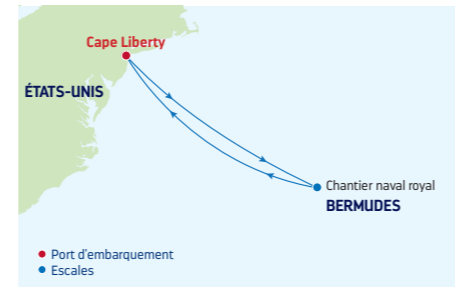 Cape Liberty
ÉTATS-UNIS
Chantier naval royal
BERMUDES
Port d'embarquement
Escales